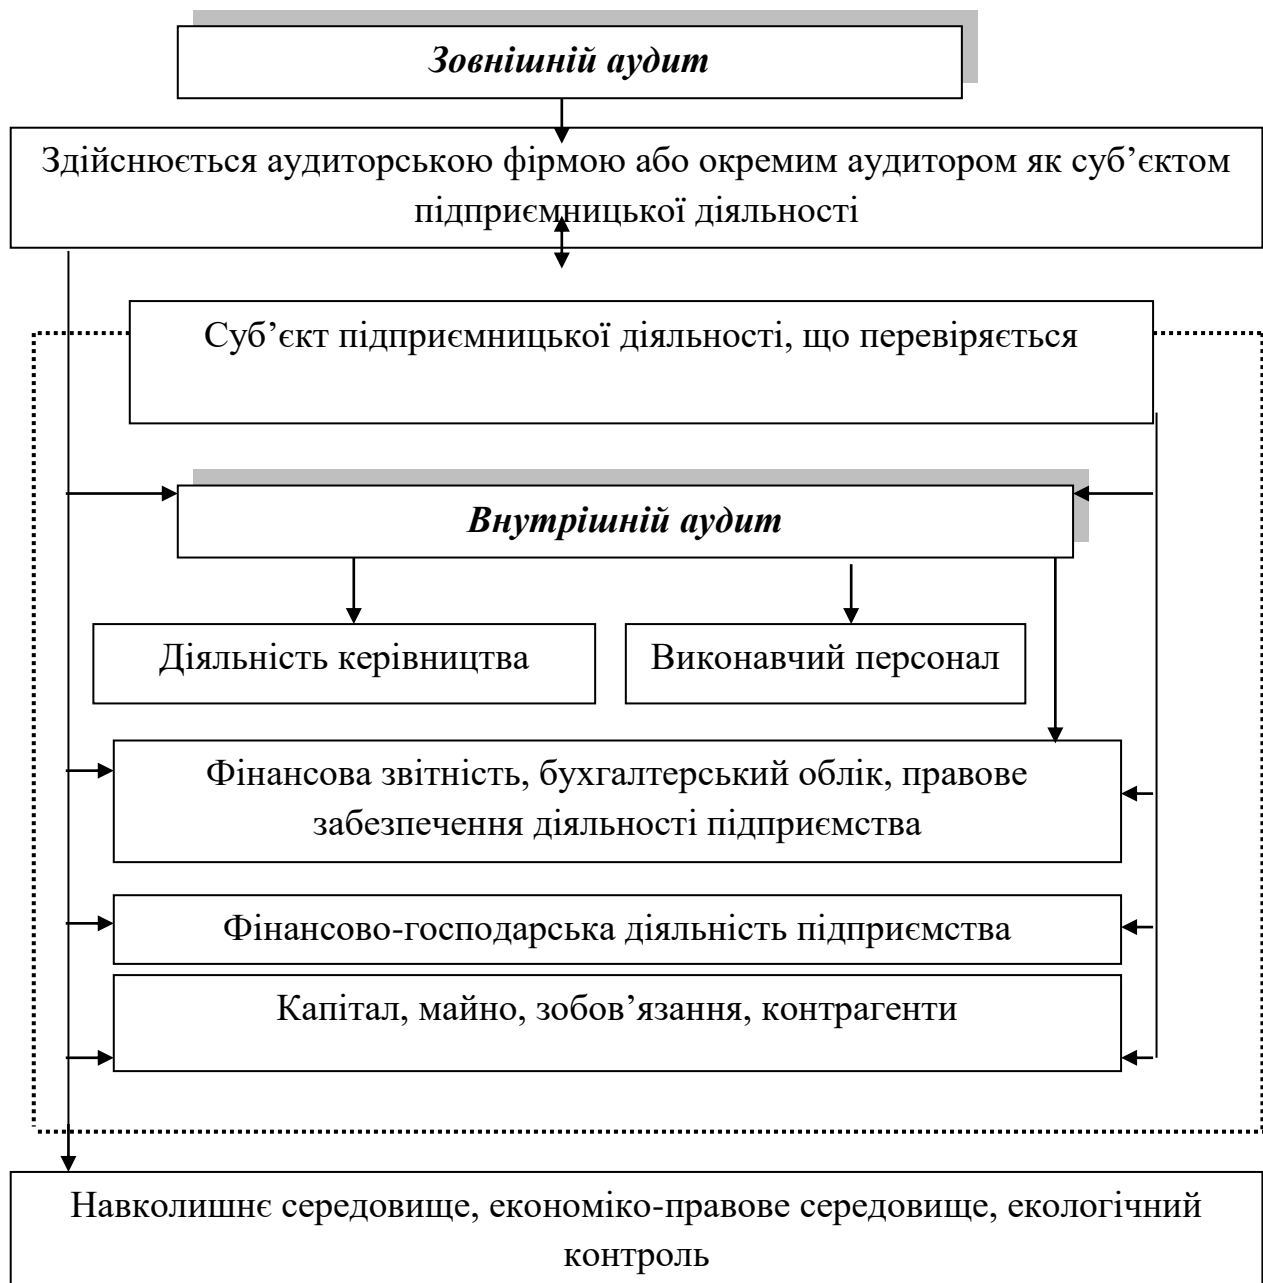 Зовнішній аудит
Здійснюється аудиторською фірмою або окремим аудитором як суб’єктом
підприємницької діяльності
Суб’єкт підприємницької діяльності, що перевіряється
Внутрішній аудит
Діяльність керівництва
Виконавчий персонал
Фінансова звітність, бухгалтерський облік, правове
забезпечення діяльності підприємства
Фінансово-господарська діяльність підприємства
Капітал, майно, зобов’язання, контрагенти
Навколишнє середовище, економіко-правове середовище, екологічний
контроль